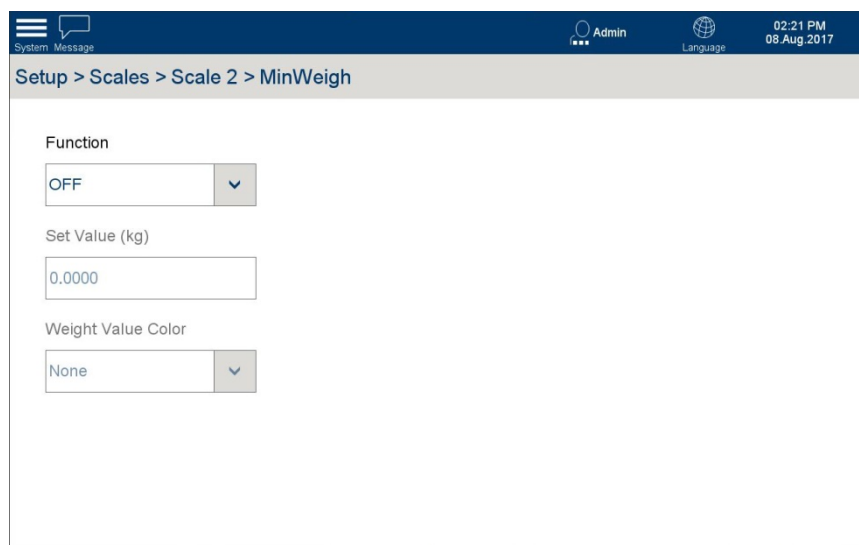 System Message
Admin
Language
02:21 PM
08.Aug.2017
Setup > Scales > Scale 2 > MinWeigh
Function
OFF
Set Value (kg)
0.0000
Weight Value Color
None